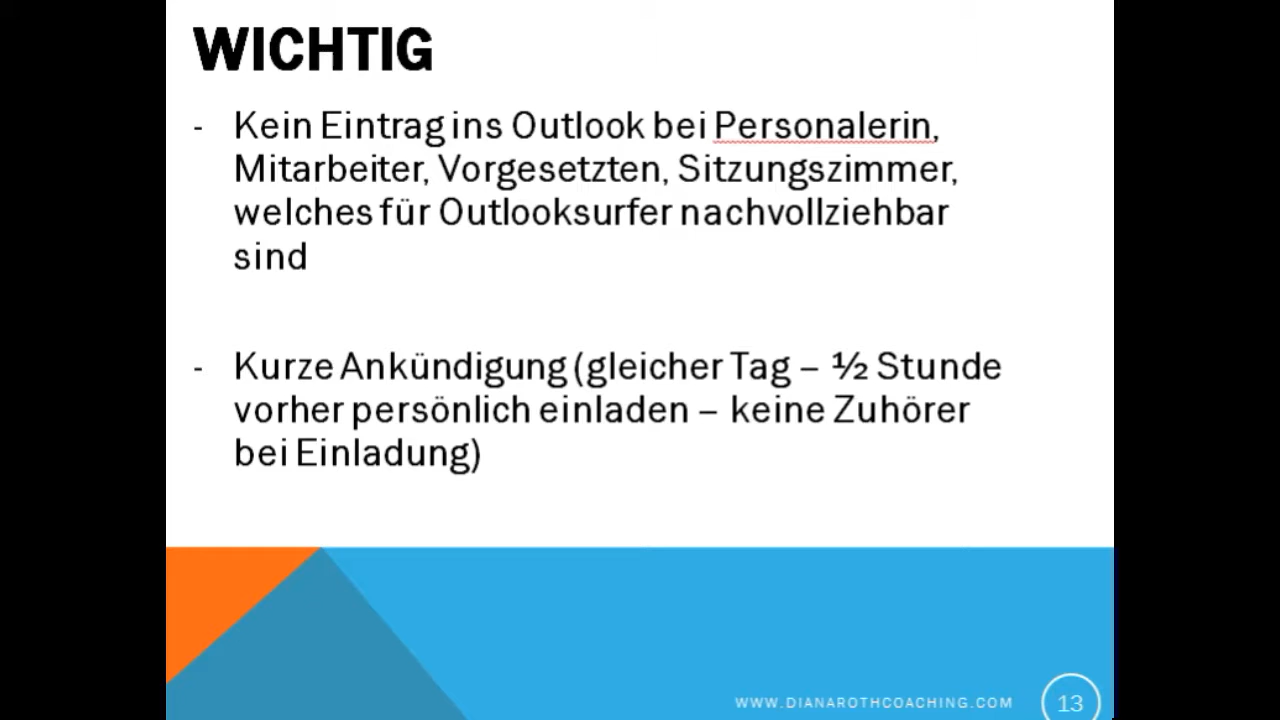 WICHTIG
- Kein Eintrag ins Outlook bei Personalerin,
Mitarbeiter, Vorgesetzten, Sitzungszimmer,
welches für Outlooksurfer nachvollziehbar
sind
- Kurze Ankündigung (gleicher Tag – ½ Stunde
vorher persönlich einladen – keine Zuhörer
bei Einladung)
WWW.DIANAROTHCOACHING.COM
13